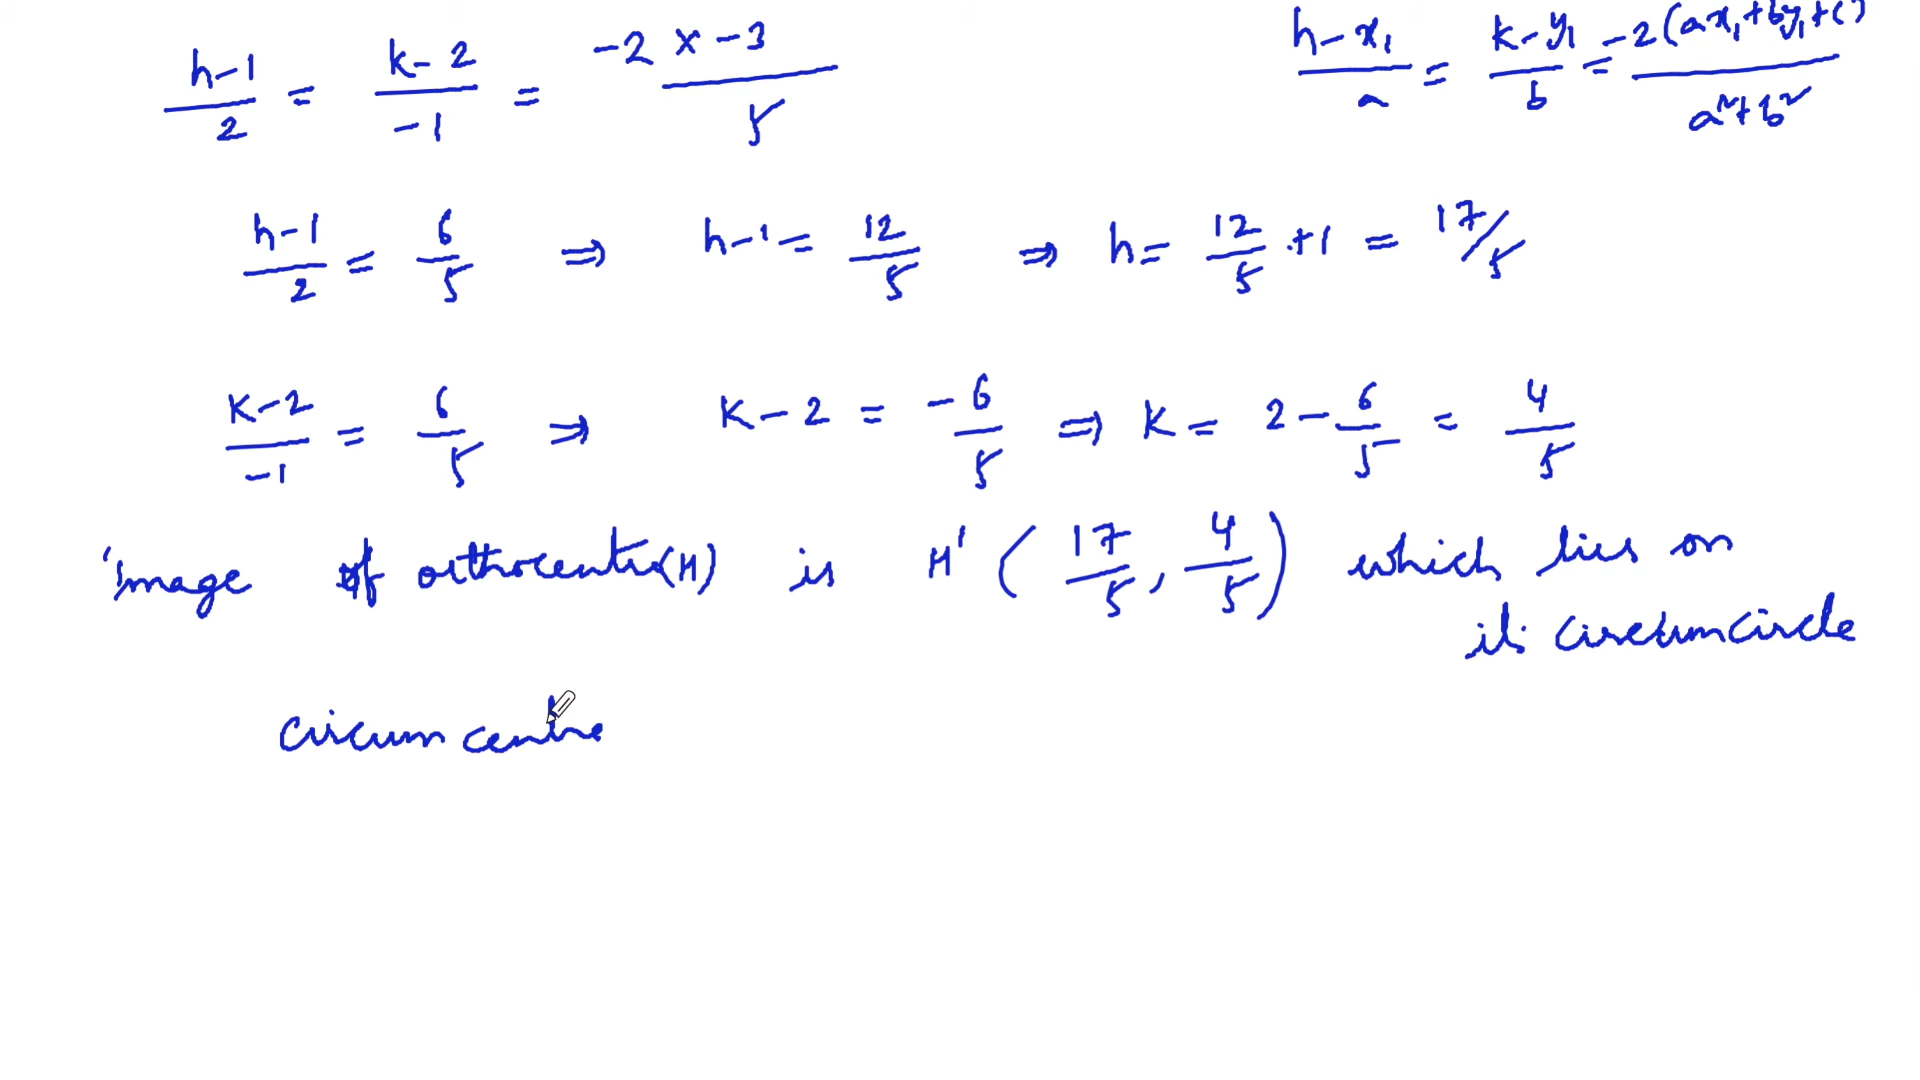 (h-1)/2 = (k-2)/-1 = (-2 x -3)/5
(h-x₁)/a = (k-y₁)/b = -2(ax₁+by₁+c)/(a²+b²)
(h-1)/2 = 6/5 ⇒ h-1 = 12/5 ⇒ h = 12/5 +1 = 17/5
(K-2)/-1 = 6/5 ⇒ K-2 = -6/5 ⇒ K = 2 - 6/5 = 4/5
Image of orthocentre(H) is H' (17/5, 4/5) which lies on
its circumcircle
circum centre